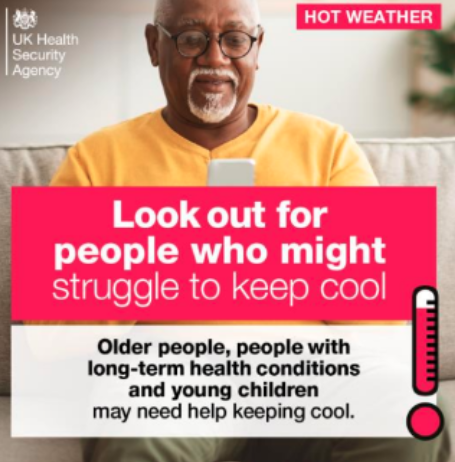 UK Health
Security
Agency
HOT WEATHER
Look out for
people who might
struggle to keep cool
Older people, people with
long-term health conditions
and young children
may need help keeping cool.